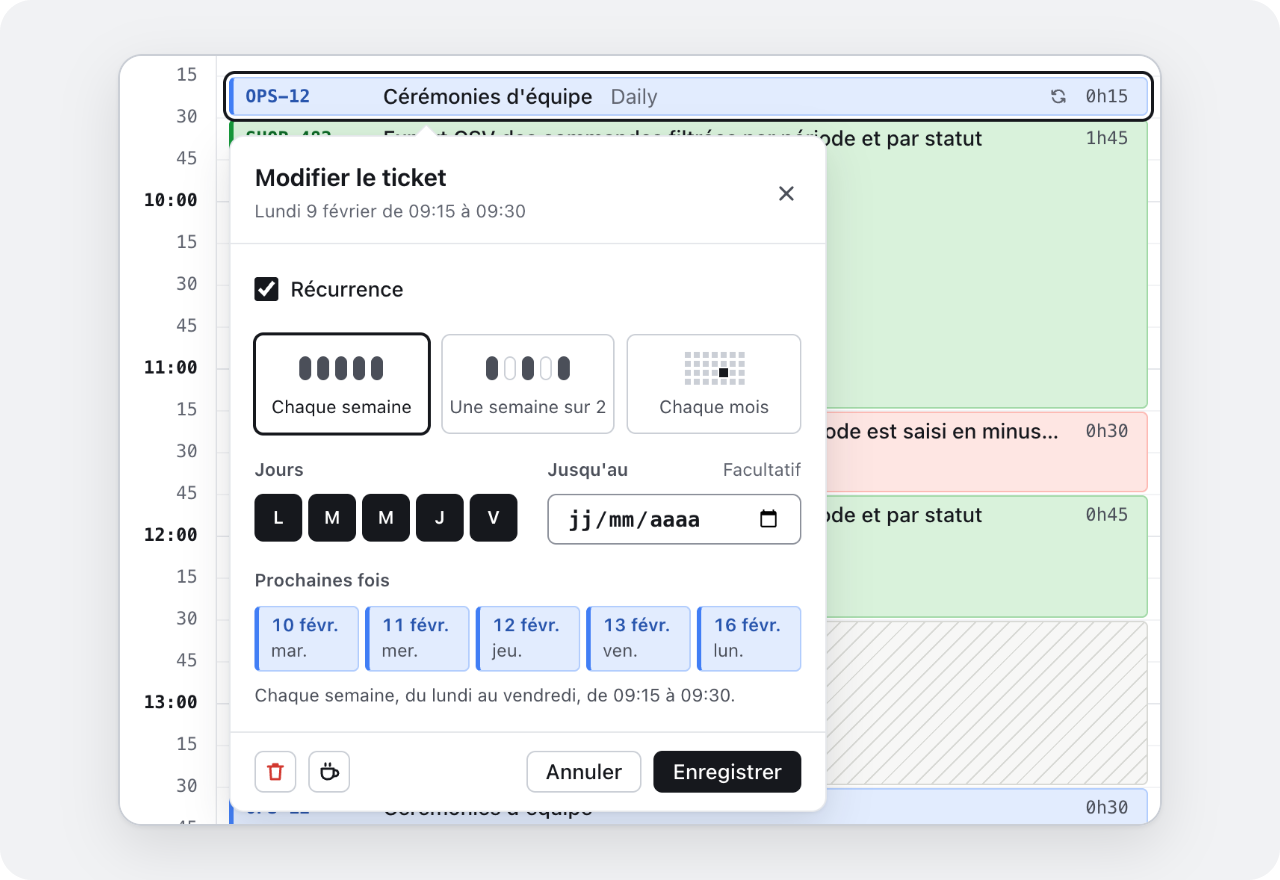 15
OPS-12 Cérémonies d'équipe Daily 0h15
30
ode et par statut 1h45
45
Modifier le ticket
Lundi 9 février de 09:15 à 09:30
10:00
15
30
Récurrence
45
11:00
Chaque semaine
Une semaine sur 2
Chaque mois
15
ode est saisi en minus... 0h30
30
45
Jours
Jusqu'au
Facultatif
L M M J V
jj/mm/aaaa
ode et par statut 0h45
12:00
15
Prochaines fois
30
10 févr.
mar.
11 févr.
mer.
12 févr.
jeu.
13 févr.
ven.
16 févr.
lun.
45
Chaque semaine, du lundi au vendredi, de 09:15 à 09:30.
13:00
15
Annuler
Enregistrer
30
0h30